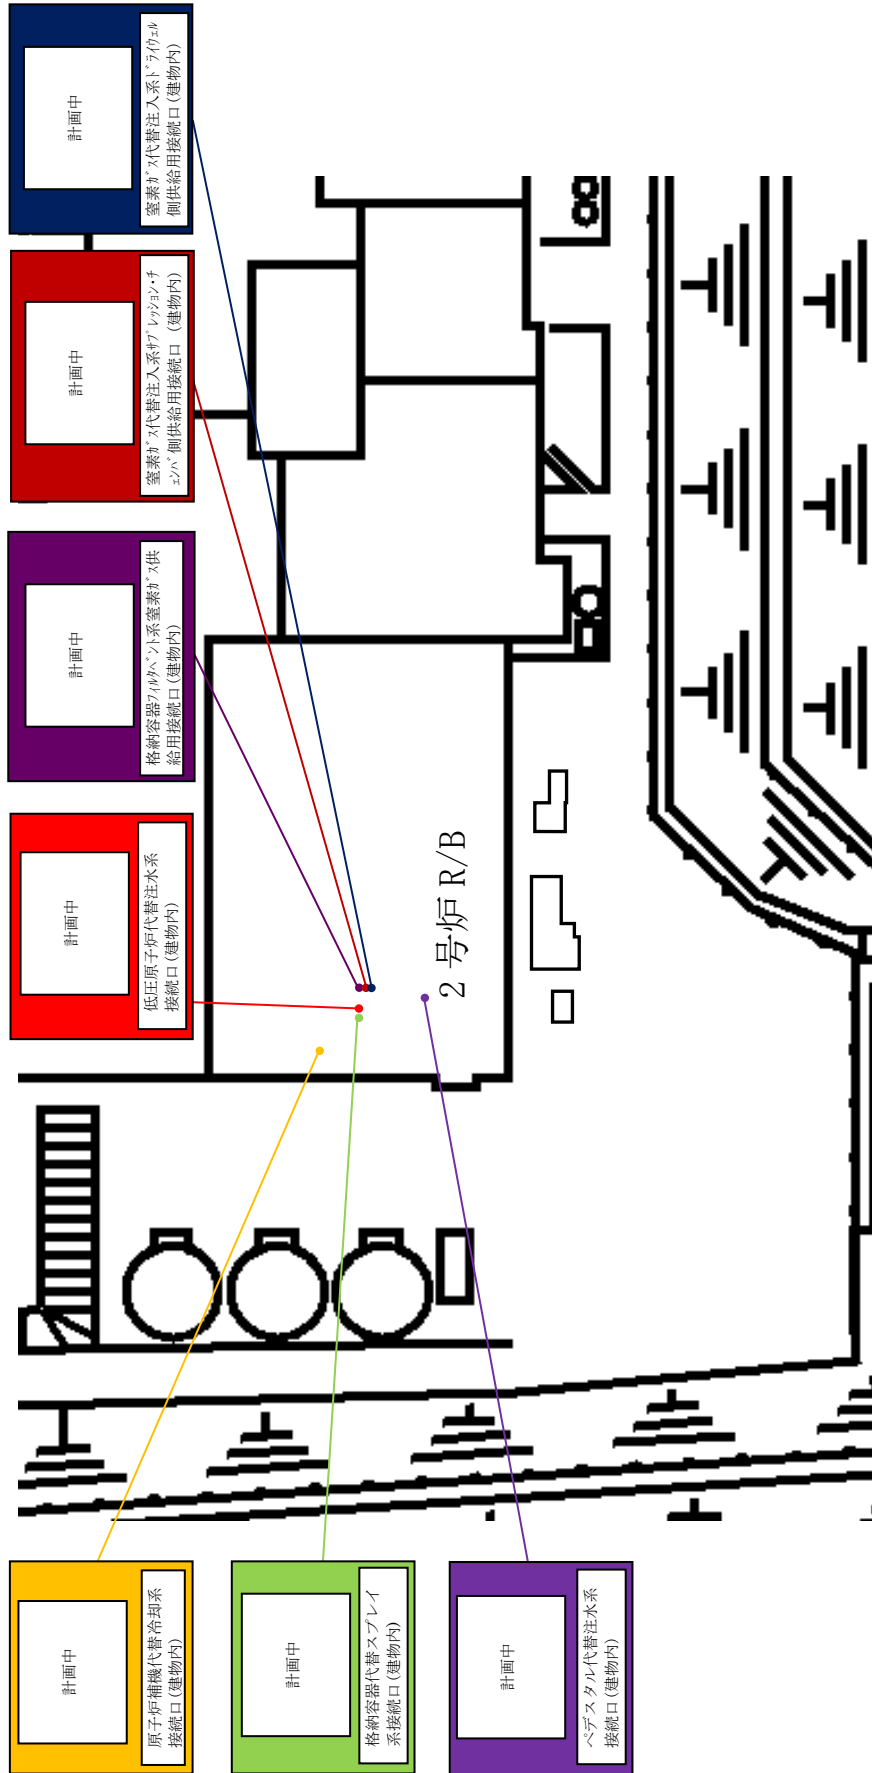 計画中
原子炉補機代替冷却系
接続口(建物内)
計画中
低圧原子炉代替注水系
接続口(建物内)
計画中
格納容器ﾌｨﾙﾀﾍﾞﾝﾄ系窒素ｶﾞｽ供
給用接続口(建物内)
計画中
窒素ｶﾞｽ代替注入系ｻﾌﾟﾚｯｼｮﾝ・ﾁ
ｪﾝﾊﾞ側供給用接続口 (建物内)
計画中
窒素ｶﾞｽ代替注入系ﾄﾞﾗｲｳｪﾙ
側供給用接続口(建物内)
計画中
格納容器代替スプレイ
系接続口(建物内)
2 号炉 R/B
計画中
ペデスタル代替注水系
接続口(建物内)